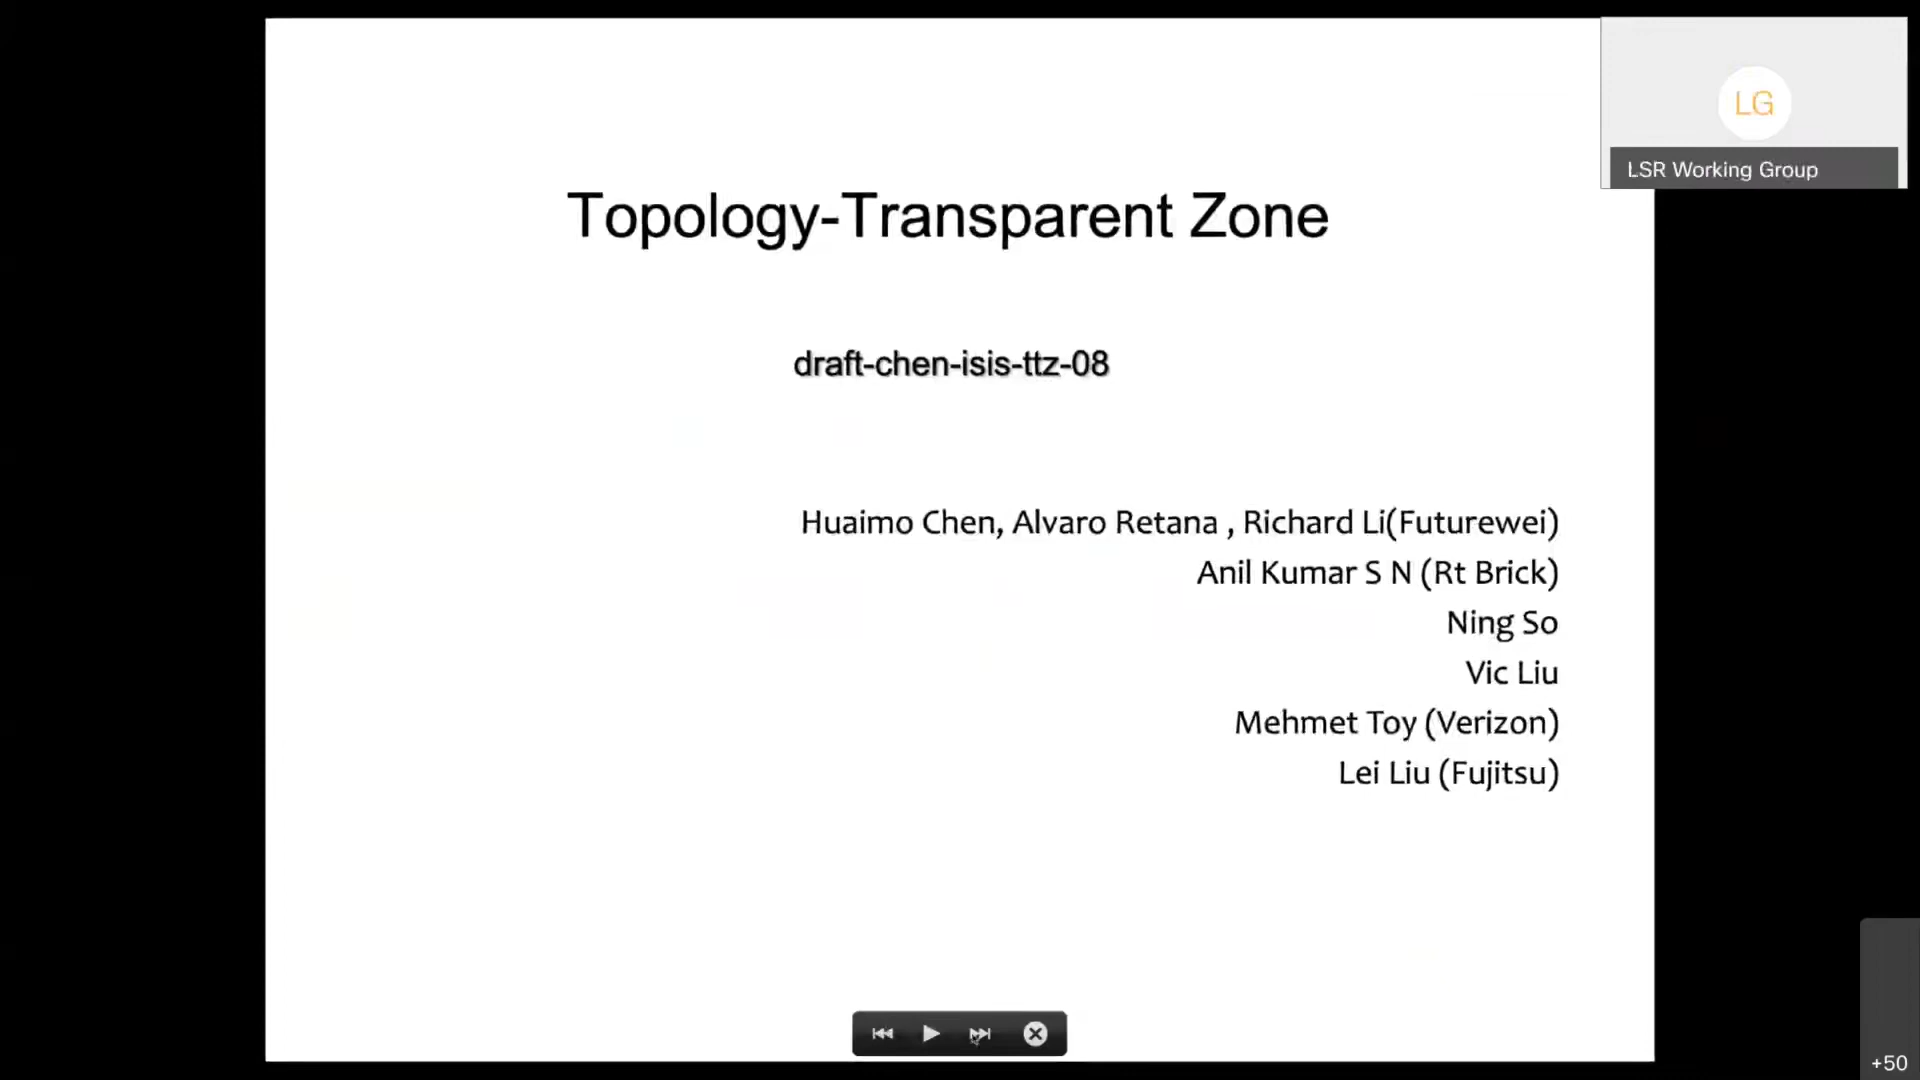 LG
LSR Working Group
Topology-Transparent Zone
draft-chen-isis-ttz-08
Huaimo Chen, Alvaro Retana , Richard Li(Futurewei)
Anil Kumar S N (Rt Brick)
Ning So
Vic Liu
Mehmet Toy (Verizon)
Lei Liu (Fujitsu)
+50